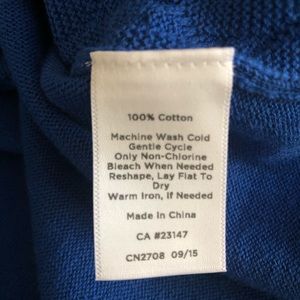 100% Cotton
Machine Wash Cold
Gentle Cycle
Only Non-Chlorine
Bleach When Needed
Reshape, Lay Flat To
Dry
Warm Iron, If Needed
Made In China
CA #23147
CN2708 09/15